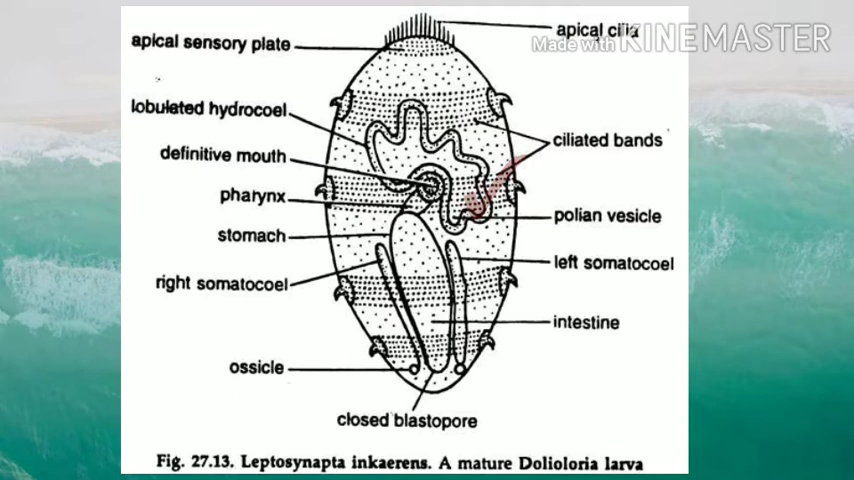 apical cilia
Made with KINEMASTER
apical sensory plate
lobulated hydrocoel
ciliated bands
definitive mouth
pharynx
polian vesicle
stomach
left somatocoel
right somatocoel
intestine
ossicle
closed blastopore
Fig. 27.13. Leptosynapta inkaerens. A mature Dolioloria larva